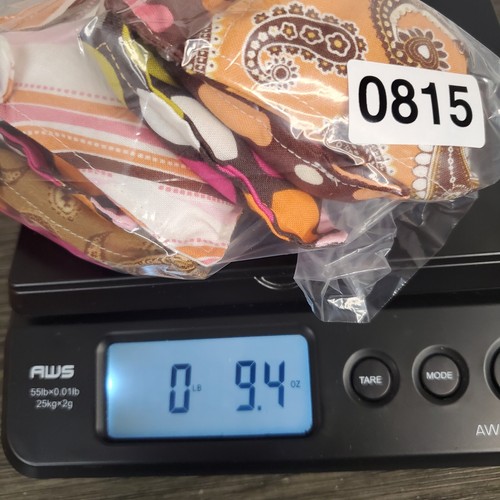 0815
AWS
55lb×0.01lb
25kg×2g
0 LB 9.4 OZ
TARE
MODE
AW